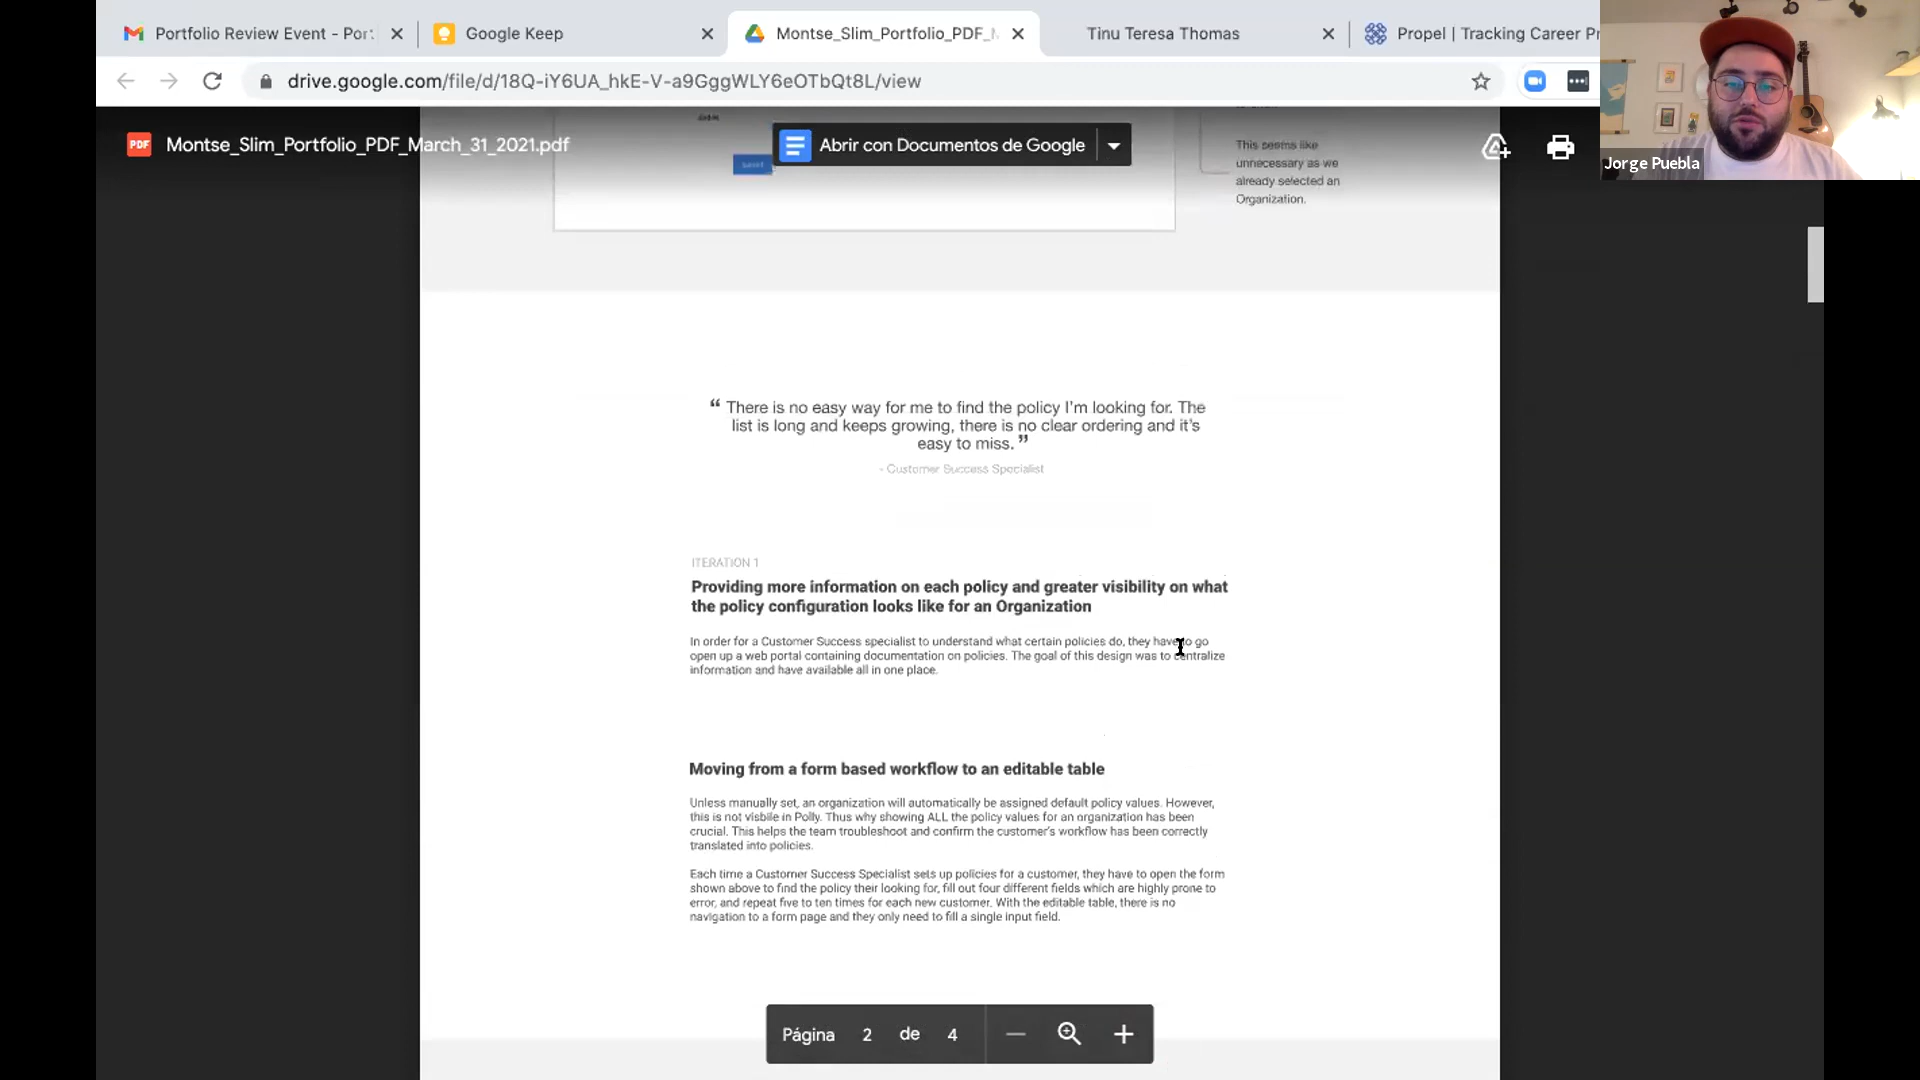 Portfolio Review Event - Por
Google Keep
Montse_Slim_Portfolio_PDF_
Tinu Teresa Thomas
Propel | Tracking Career Pr
drive.google.com/file/d/18Q-iY6UA_hkE-V-a9GggWLY6eOTbQt8L/view
PDF
Montse_Slim_Portfolio_PDF_March_31_2021.pdf
Abrir con Documentos de Google
Jorge Puebla
This seems like
unnecessary as we
already selected an
Organization.
“ There is no easy way for me to find the policy I'm looking for. The
list is long and keeps growing, there is no clear ordering and it's
easy to miss. ”
- Customer Success Specialist
ITERATION 1
Providing more information on each policy and greater visibility on what
the policy configuration looks like for an Organization
In order for a Customer Success specialist to understand what certain policies do, they have to go
open up a web portal containing documentation on policies. The goal of this design was to centralize
information and have available all in one place.
Moving from a form based workflow to an editable table
Unless manually set, an organization will automatically be assigned default policy values. However,
this is not visbile in Polly. Thus why showing ALL the policy values for an organization has been
crucial. This helps the team troubleshoot and confirm the customer's workflow has been correctly
translated into policies.
Each time a Customer Success Specialist sets up policies for a customer, they have to open the form
shown above to find the policy their looking for, fill out four different fields which are highly prone to
error, and repeat five to ten times for each new customer. With the editable table, there is no
navigation to a form page and they only need to fill a single input field.
Página 2 de 4